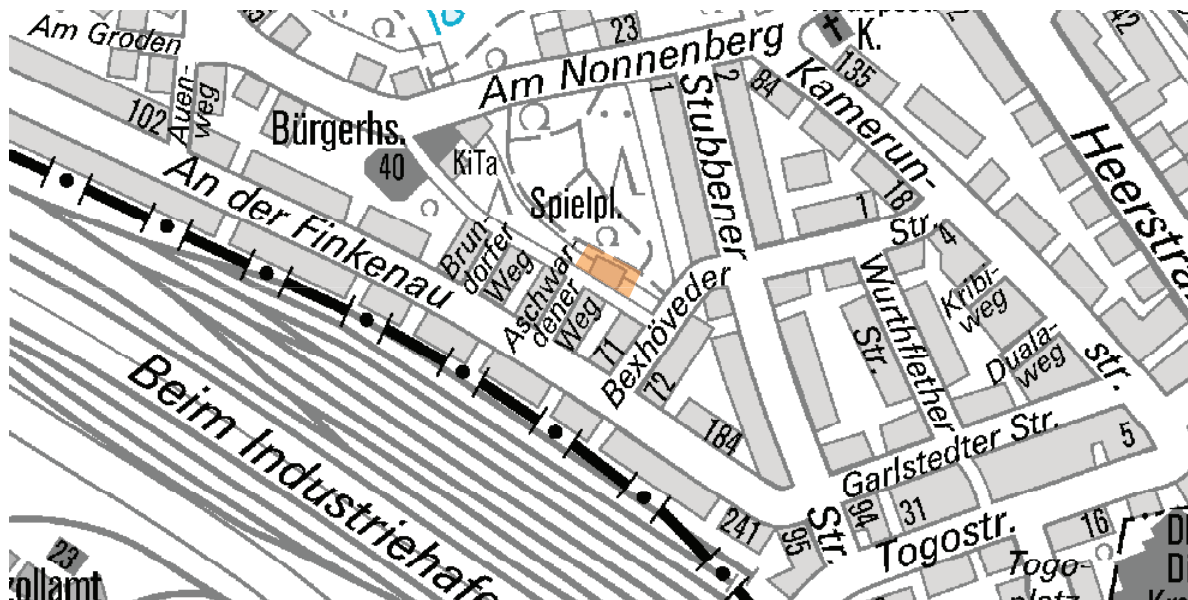 23
K.
42
Am Groden
Am Nonnenberg
135
2
84
1
Auen-
weg
102
Bürgerhs.
40
KiTa
Stubbener
Str.
Kamerun-
str.
18
1
Heerstra
Spielpl.
An der Finkenau
Brun-
dorfer
Weg
Aschwar-
dener
Weg
71
Bexhöveder
Str.
72
184
4
Wurthflether
Str.
Kribi-
weg
Duala-
weg
Garlstedter Str.
5
94
31
Beim Industriehafe
241
95
Togostr.
16
Togo-
platz
23
zollamt